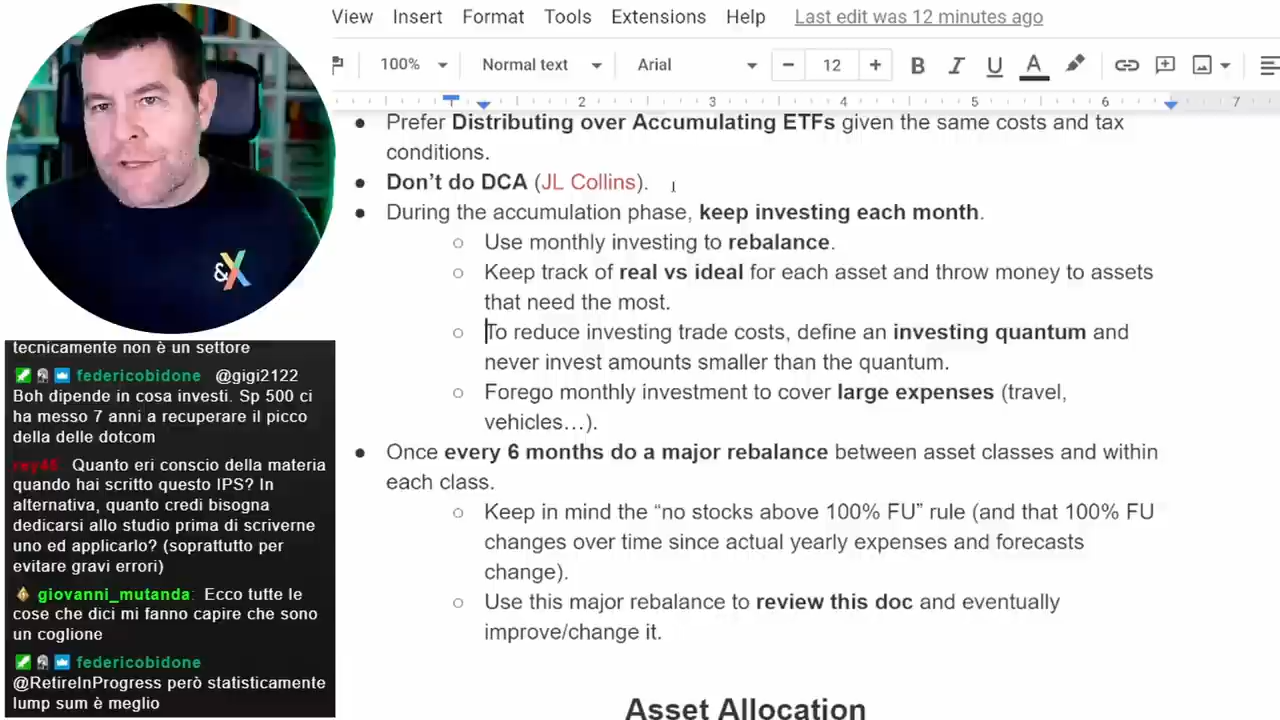 View Insert Format Tools Extensions Help Last edit was 12 minutes ago
100% Normal text Arial 12 B I U A
1 2 3 4 5 6 7
● Prefer Distributing over Accumulating ETFs given the same costs and tax
conditions.
● Don’t do DCA (JL Collins).
● During the accumulation phase, keep investing each month.
○ Use monthly investing to rebalance.
○ Keep track of real vs ideal for each asset and throw money to assets
that need the most.
○ To reduce investing trade costs, define an investing quantum and
never invest amounts smaller than the quantum.
○ Forego monthly investment to cover large expenses (travel,
vehicles…).
● Once every 6 months do a major rebalance between asset classes and within
each class.
○ Keep in mind the “no stocks above 100% FU” rule (and that 100% FU
changes over time since actual yearly expenses and forecasts
change).
○ Use this major rebalance to review this doc and eventually
improve/change it.
Asset Allocation
&X
tecnicamente non è un settore
federicobidone @gigi2122
Boh dipende in cosa investi. Sp 500 ci
ha messo 7 anni a recuperare il picco
della delle dotcom
Quanto eri conscio della materia
quando hai scritto questo IPS? In
alternativa, quanto credi bisogna
dedicarsi allo studio prima di scriverne
uno ed applicarlo? (soprattutto per
evitare gravi errori)
giovanni_mutanda: Ecco tutte le
cose che dici mi fanno capire che sono
un coglione
federicobidone
@RetireInProgress però statisticamente
lump sum è meglio